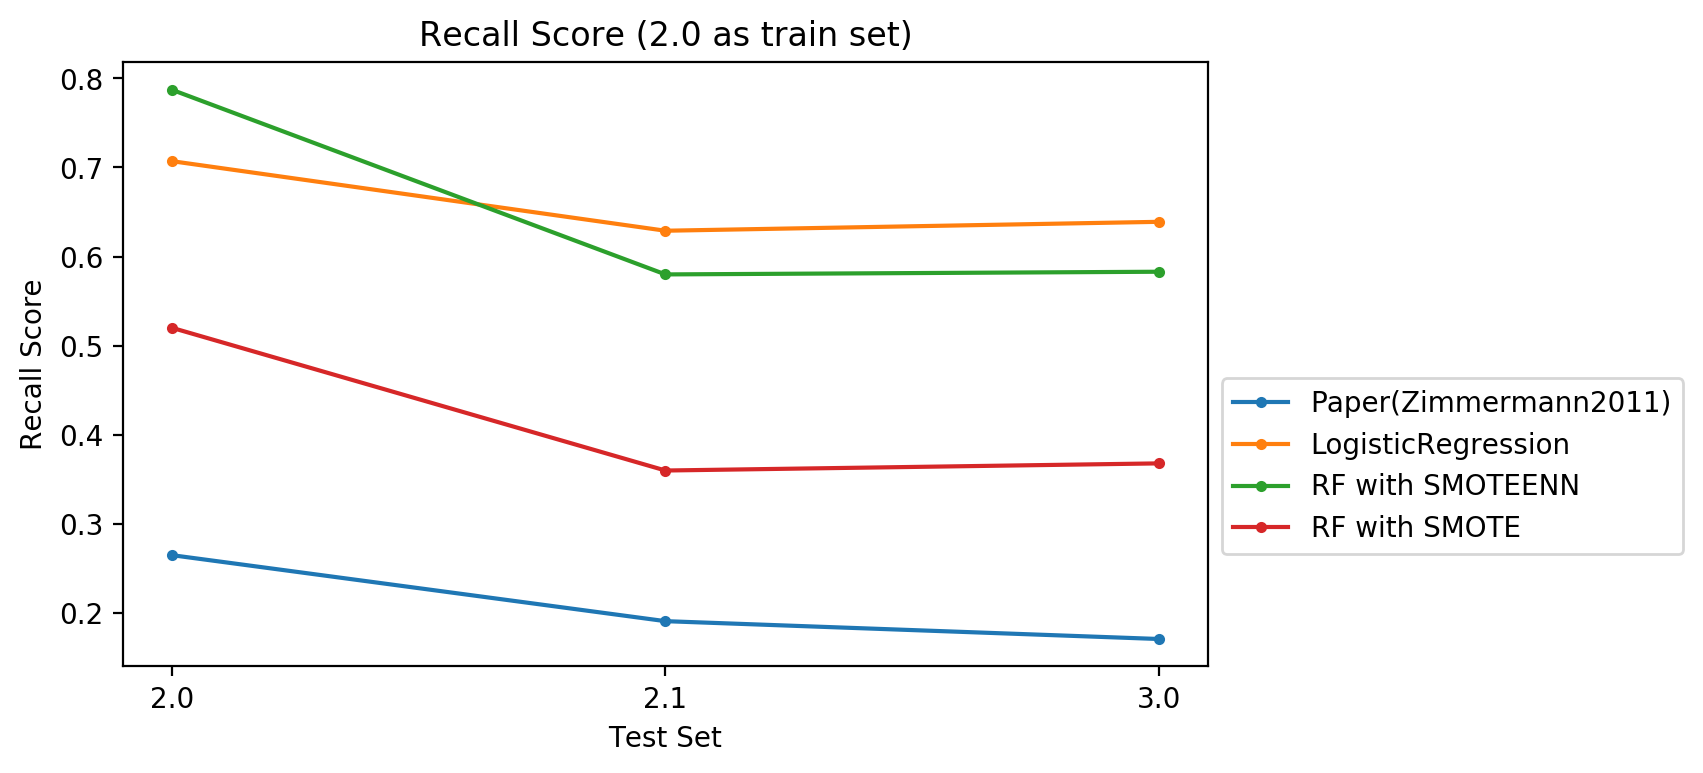 Recall Score (2.0 as train set)
0.8
0.7
0.6
0.5
0.4
0.3
0.2
Recall Score
2.0 2.1 3.0
Test Set
Paper(Zimmermann2011)
LogisticRegression
RF with SMOTEENN
RF with SMOTE